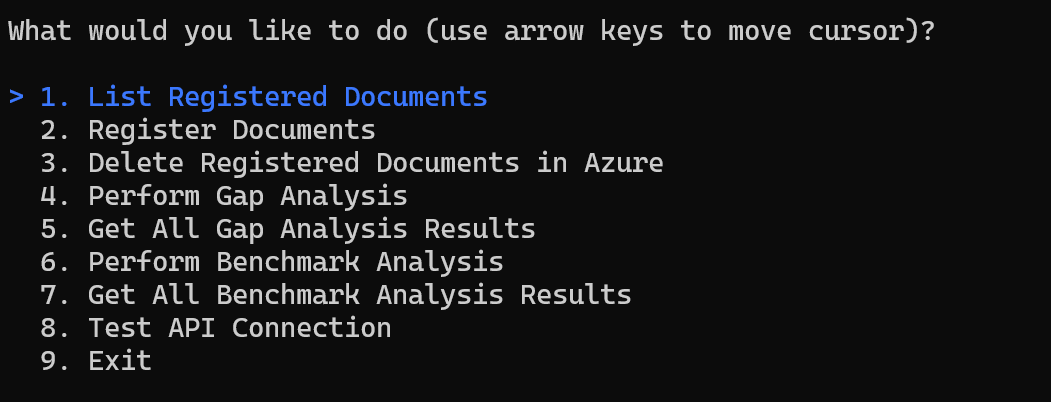 What would you like to do (use arrow keys to move cursor)?
> 1. List Registered Documents
2. Register Documents
3. Delete Registered Documents in Azure
4. Perform Gap Analysis
5. Get All Gap Analysis Results
6. Perform Benchmark Analysis
7. Get All Benchmark Analysis Results
8. Test API Connection
9. Exit